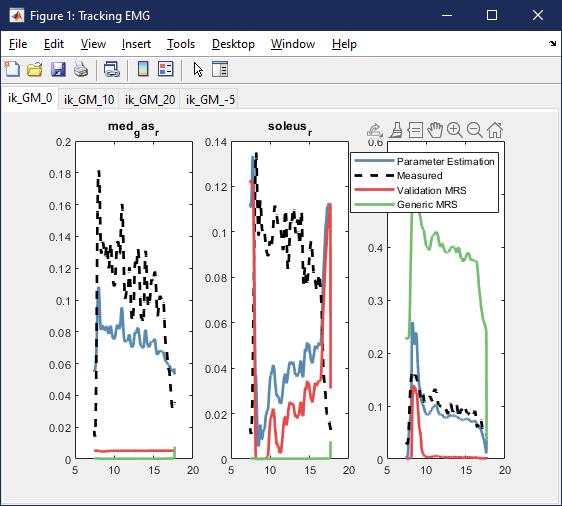 Figure 1: Tracking EMG
File Edit View Insert Tools Desktop Window Help
ik_GM_0 ik_GM_10 ik_GM_20 ik_GM_-5
med_gas_r
0.2
0.18
0.16
0.14
0.12
0.1
0.08
0.06
0.04
0.02
0
5 10 15 20
soleus_r
0.14
0.12
0.1
0.08
0.06
0.04
0.02
0
5 10 15 20
0.6
0.4
0.3
0.2
0.1
0
5 10 15 20
Parameter Estimation
Measured
Validation MRS
Generic MRS